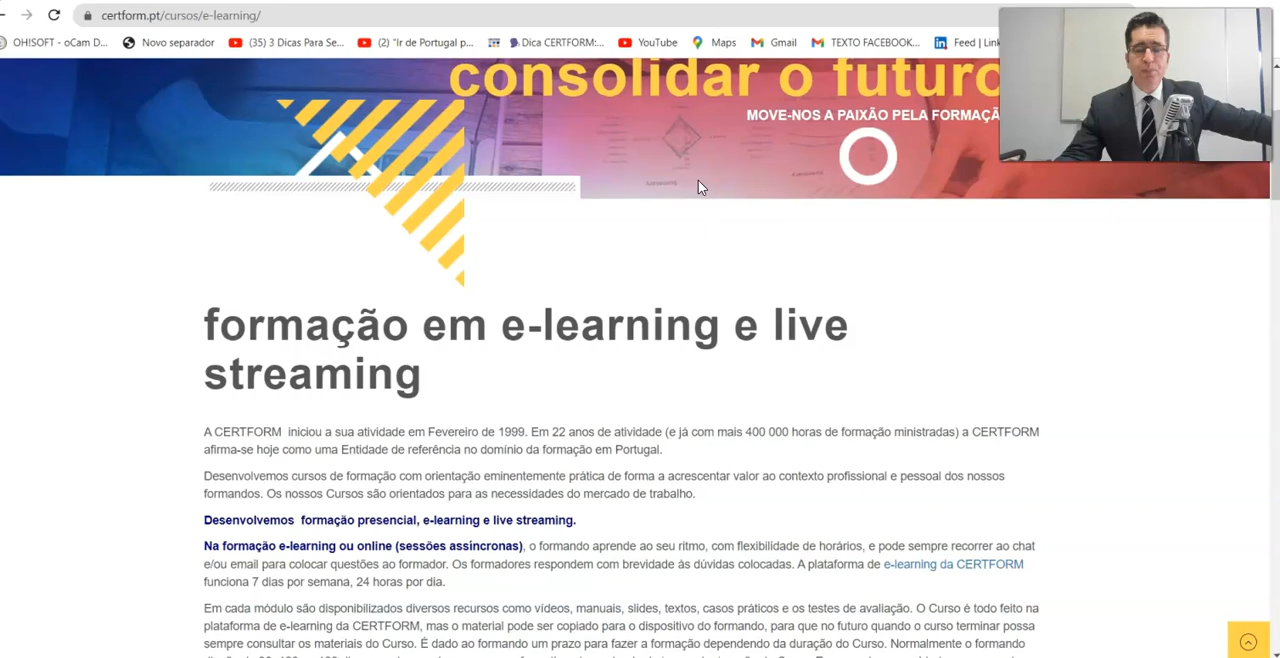 certform.pt/cursos/e-learning/
OHISOFT - oCam D... Novo separador (35) 3 Dicas Para Se... (2) "Ir de Portugal p... Dica CERTFORM:... YouTube Maps Gmail TEXTO FACEBOOK... Feed | Link
consolidar o futuro
MOVE-NOS A PAIXÃO PELA FORMAÇÃ
formação em e-learning e live
streaming
A CERTFORM iniciou a sua atividade em Fevereiro de 1999. Em 22 anos de atividade (e já com mais 400 000 horas de formação ministradas) a CERTFORM
afirma-se hoje como uma Entidade de referência no domínio da formação em Portugal.
Desenvolvemos cursos de formação com orientação eminentemente prática de forma a acrescentar valor ao contexto profissional e pessoal dos nossos
formandos. Os nossos Cursos são orientados para as necessidades do mercado de trabalho.
Desenvolvemos formação presencial, e-learning e live streaming.
Na formação e-learning ou online (sessões assíncronas), o formando aprende ao seu ritmo, com flexibilidade de horários, e pode sempre recorrer ao chat
e/ou email para colocar questões ao formador. Os formadores respondem com brevidade às dúvidas colocadas. A plataforma de e-learning da CERTFORM
funciona 7 dias por semana, 24 horas por dia.
Em cada módulo são disponibilizados diversos recursos como vídeos, manuais, slides, textos, casos práticos e os testes de avaliação. O Curso é todo feito na
plataforma de e-learning da CERTFORM, mas o material pode ser copiado para o dispositivo do formando, para que no futuro quando o curso terminar possa
sempre consultar os materiais do Curso. É dado ao formando um prazo para fazer a formação dependendo da duração do Curso. Normalmente o formando